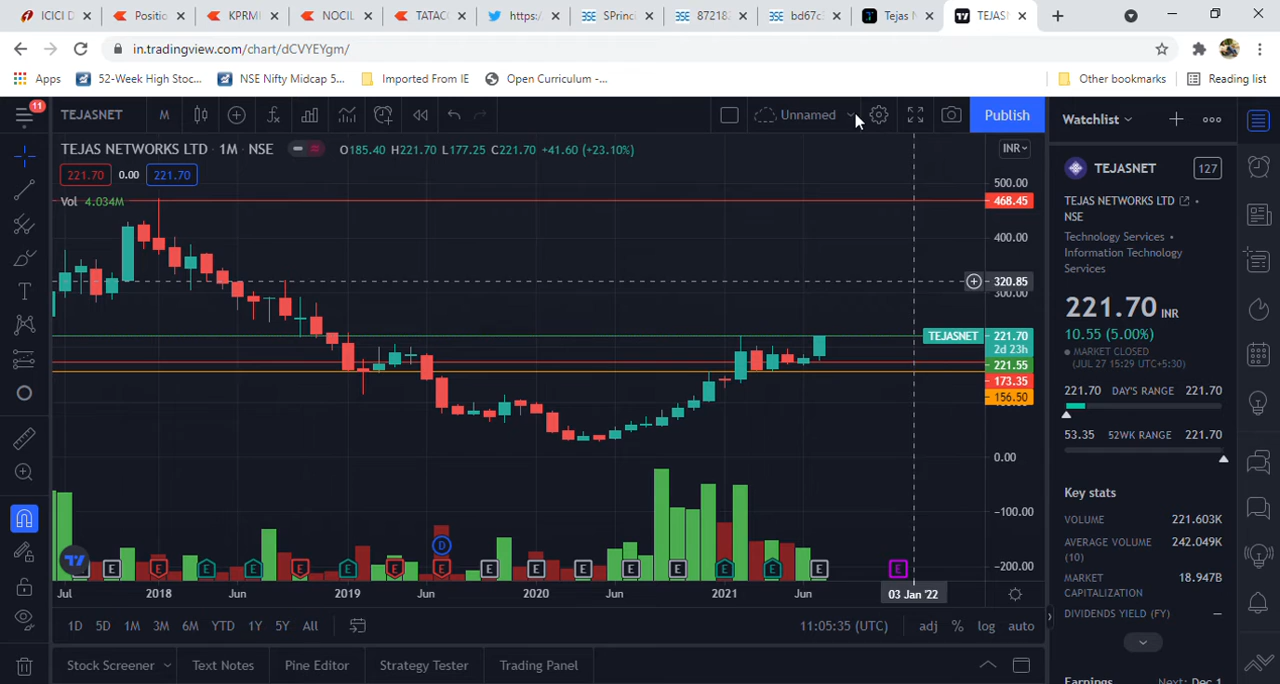 ICICI D
Positio
KPRMI
NOCIL
TATACO
https:/
SPrinci
87218
bd67c
Tejas N
TEJASN
in.tradingview.com/chart/dCVYEYgm/
Apps
52-Week High Stoc...
NSE Nifty Midcap 5...
Imported From IE
Open Curriculum -...
Other bookmarks
Reading list
11
TEJASNET
M
Unnamed
Publish
Watchlist
TEJAS NETWORKS LTD · 1M · NSE
O185.40 H221.70 L177.25 C221.70 +41.60 (+23.10%)
INR
221.70
0.00
221.70
Vol 4.034M
500.00
468.45
400.00
320.85
300.00
TEJASNET
221.70
2d 23h
221.55
173.35
156.50
0.00
-100.00
-200.00
E
E
E
E
E
E
E
E
D
E
E
E
E
E
E
E
E
E
Jul
2018
Jun
2019
Jun
2020
Jun
2021
Jun
03 Jan '22
1D
5D
1M
3M
6M
YTD
1Y
5Y
All
11:05:35 (UTC)
adj
%
log
auto
Stock Screener
Text Notes
Pine Editor
Strategy Tester
Trading Panel
TEJASNET
127
TEJAS NETWORKS LTD •
NSE
Technology Services •
Information Technology
Services
221.70 INR
10.55 (5.00%)
MARKET CLOSED
(JUL 27 15:29 UTC+5:30)
221.70 DAY'S RANGE 221.70
53.35 52WK RANGE 221.70
Key stats
VOLUME 221.603K
AVERAGE VOLUME 242.049K
(10)
MARKET 18.947B
CAPITALIZATION
DIVIDENDS YIELD (FY) —
Earnings Next: Dec 1